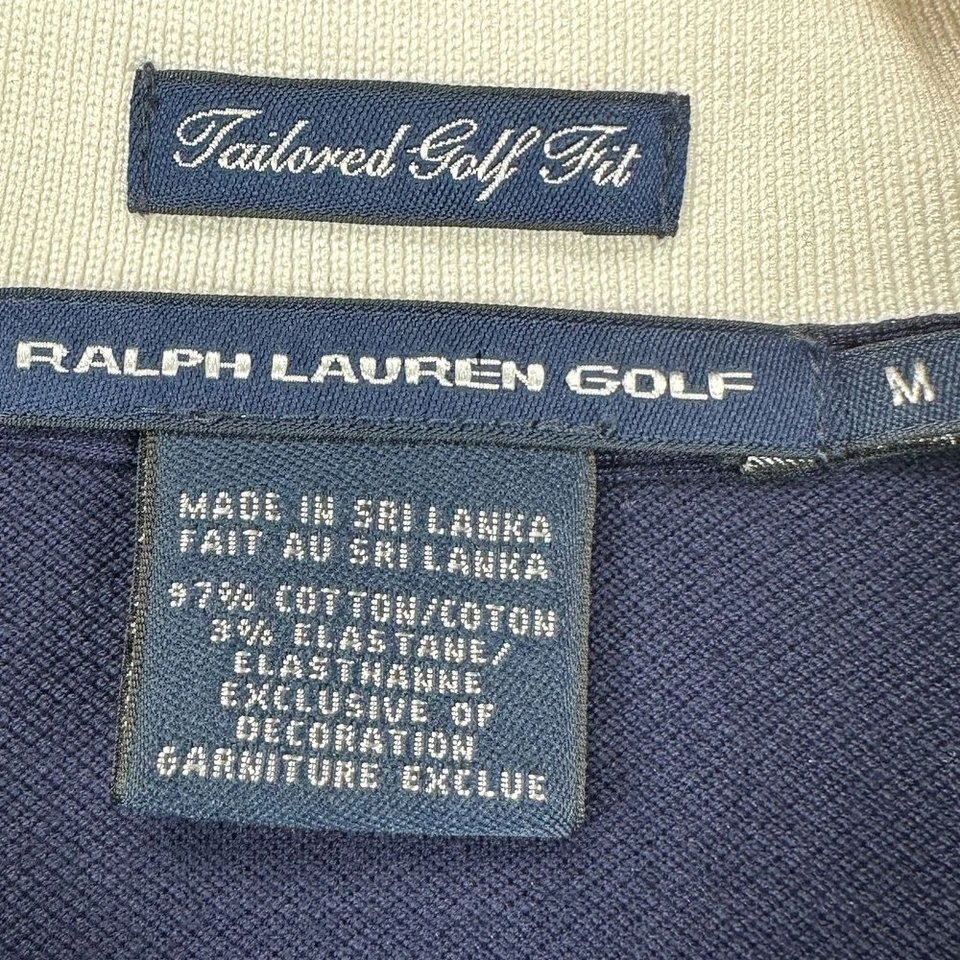 Tailored Golf Fit
RALPH LAUREN GOLF M
MADE IN SRI LANKA
FAIT AU SRI LANKA
97% COTTON/COTON
3% ELASTANE/
ELASTHANNE
EXCLUSIVE OF
DECORATION
GARNITURE EXCLUE